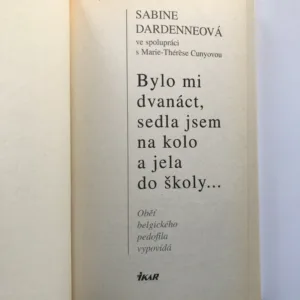 SABINE
DARDENNEOVÁ
ve spolupráci
s Marie-Thérèse Cunyovou
Bylo mi
dvanáct,
sedla jsem
na kolo
a jela
do školy...
Oběť
belgického
pedofila
vypovídá
IKAR